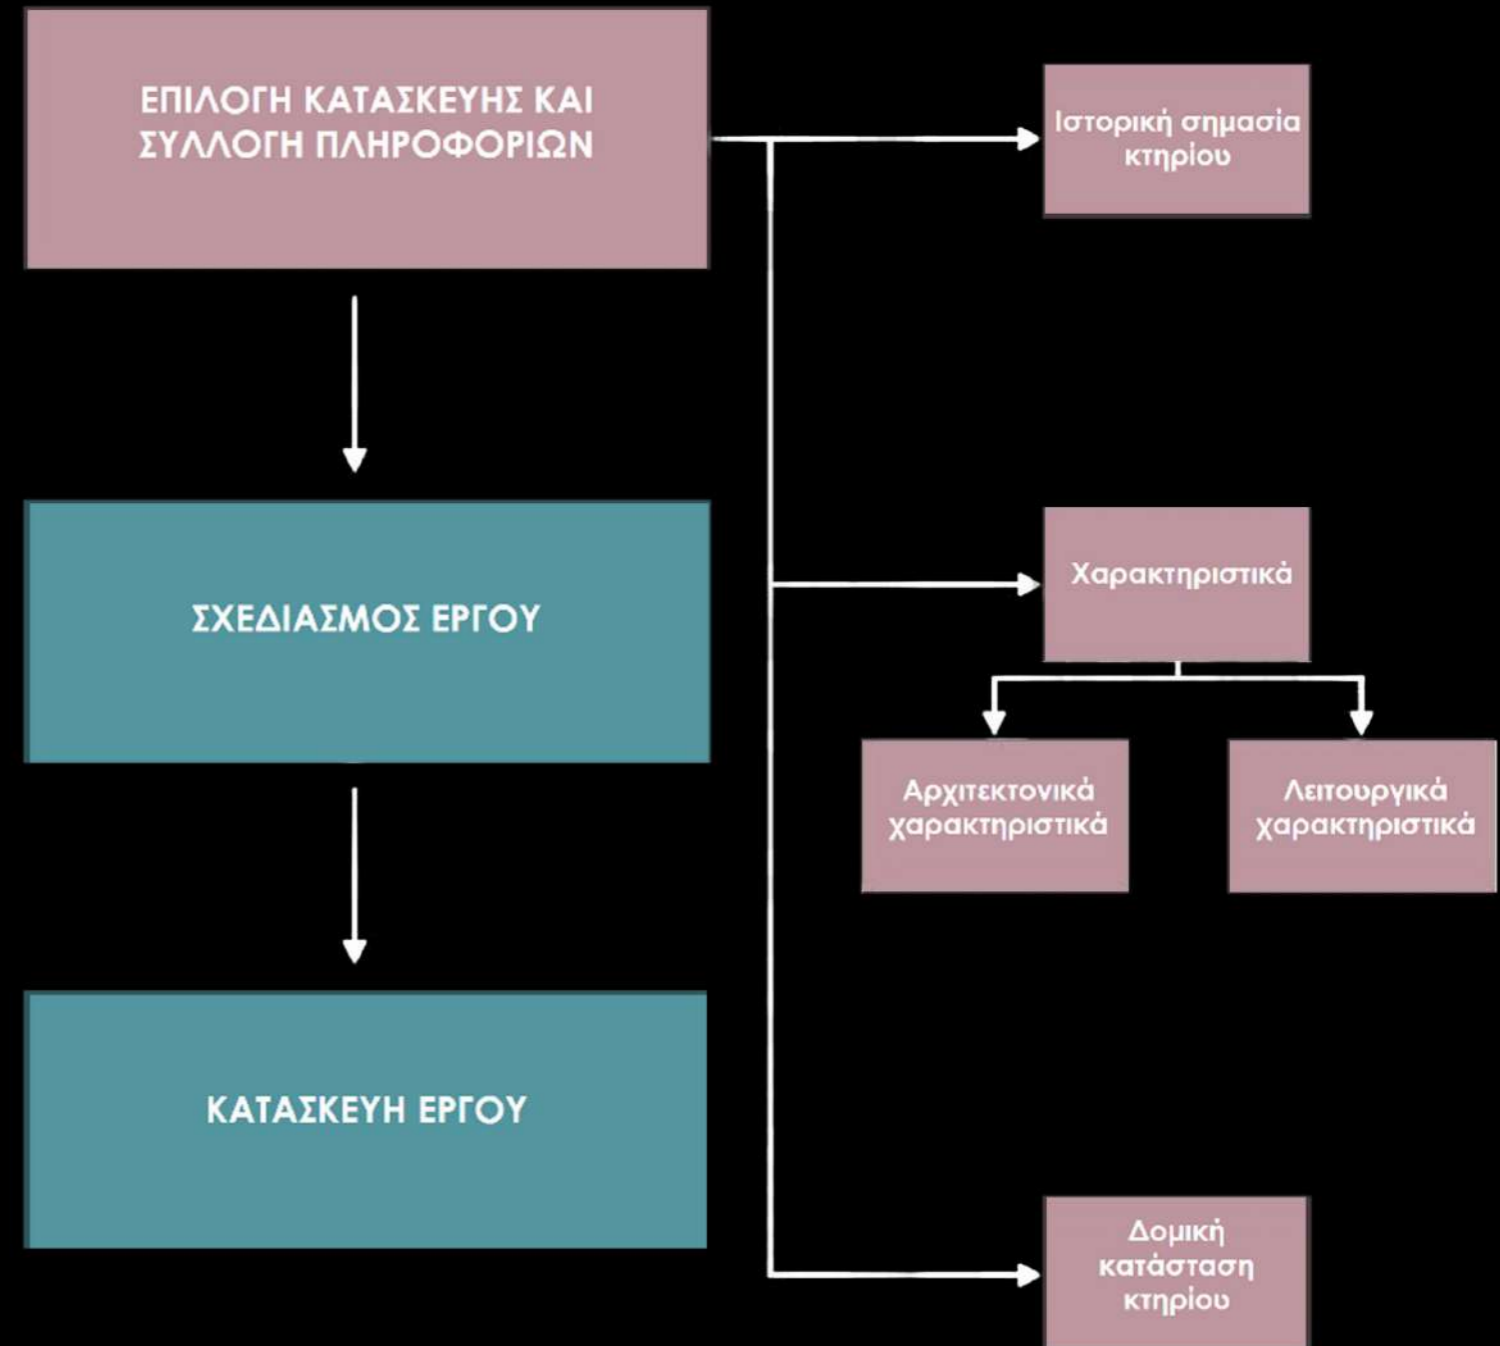 ΕΠΙΛΟΓΗ ΚΑΤΑΣΚΕΥΗΣ ΚΑΙ
ΣΥΛΛΟΓΗ ΠΛΗΡΟΦΟΡΙΩΝ
Ιστορική σημασία
κτηρίου
ΣΧΕΔΙΑΣΜΟΣ ΕΡΓΟΥ
Χαρακτηριστικά
Αρχιτεκτονικά
χαρακτηριστικά
Λειτουργικά
χαρακτηριστικά
ΚΑΤΑΣΚΕΥΗ ΕΡΓΟΥ
Δομική
κατάσταση
κτηρίου